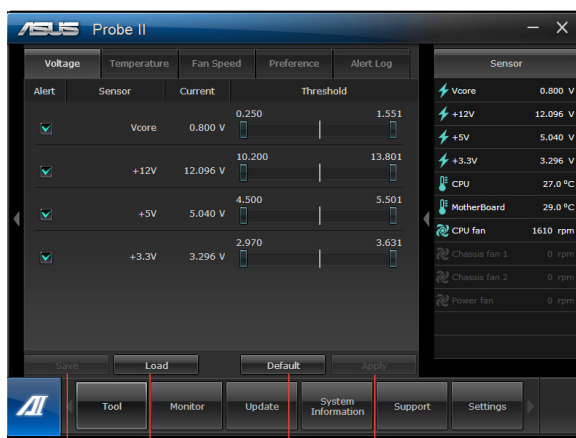 ASUS Probe II
Voltage Temperature Fan Speed Preference Alert Log
Alert Sensor Current Threshold
0.250 1.551
Vcore 0.800 V
10.200 13.801
+12V 12.096 V
4.500 5.501
+5V 5.040 V
2.970 3.631
+3.3V 3.296 V
Save Load Default Apply
Sensor
Vcore 0.800 V
+12V 12.096 V
+5V 5.040 V
+3.3V 3.296 V
CPU 27.0 ºC
MotherBoard 29.0 ºC
CPU fan 1610 rpm
Chassis fan 1 0 rpm
Chassis fan 2 0 rpm
Power fan 0 rpm
AI Tool Monitor Update System Information Support Settings